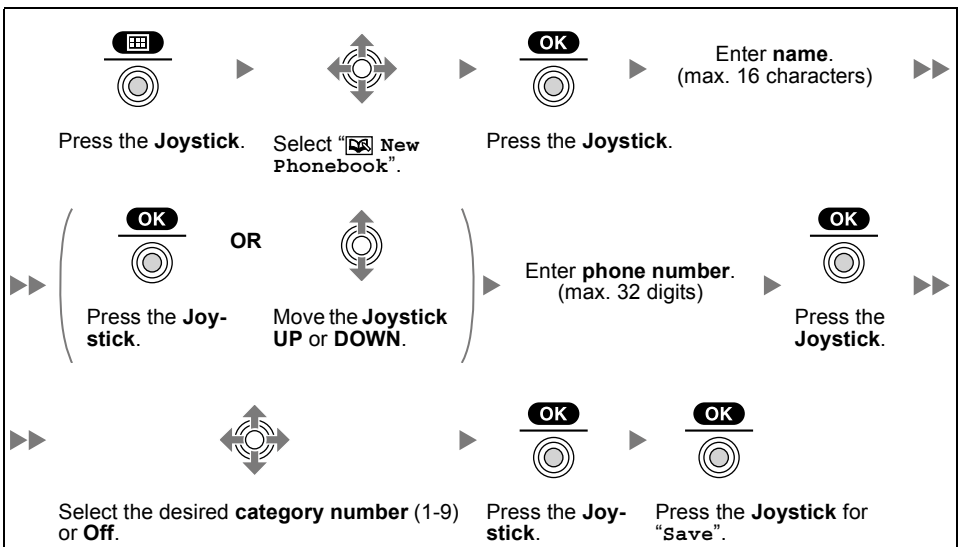 OK
Enter name.
(max. 16 characters)
Press the Joystick.
Select “ New
Phonebook”.
Press the Joystick.
OK
OR
OK
Enter phone number.
(max. 32 digits)
Press the Joy-
stick.
Move the Joystick
UP or DOWN.
Press the
Joystick.
OK
OK
Select the desired category number (1-9)
or Off.
Press the Joy-
stick.
Press the Joystick for
“Save”.